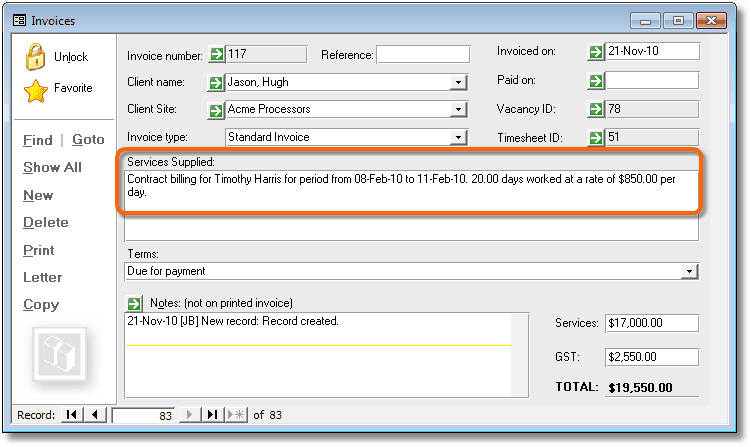 Invoices
Unlock
Favorite
Find | Goto
Show All
New
Delete
Print
Letter
Copy
Invoice number: 117 Reference: Invoiced on: 21-Nov-10
Client name: Jason, Hugh Paid on:
Client Site: Acme Processors Vacancy ID: 78
Invoice type: Standard Invoice Timesheet ID: 51
Services Supplied:
Contract billing for Timothy Harris for period from 08-Feb-10 to 11-Feb-10. 20.00 days worked at a rate of $850.00 per
day.
Terms:
Due for payment
Notes: (not on printed invoice)
21-Nov-10 [JB] New record: Record created.
Services: $17,000.00
GST: $2,550.00
TOTAL: $19,550.00
Record: 83 of 83